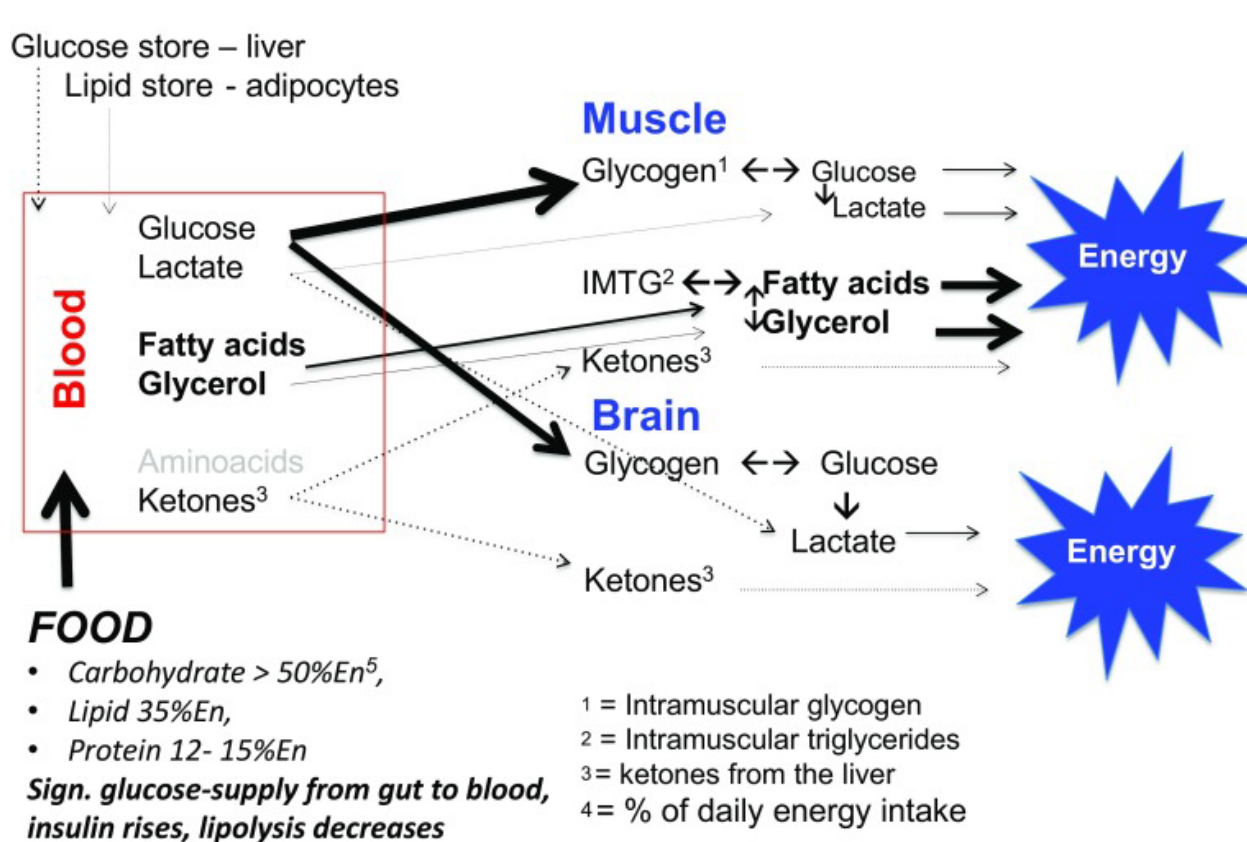 Glucose store – liver
Lipid store - adipocytes
Blood
Glucose
Lactate
Fatty acids
Glycerol
Aminoacids
Ketones³
Muscle
Glycogen¹ Glucose
Lactate
IMTG² Fatty acids
Glycerol
Ketones³
Energy
Brain
Glycogen Glucose
Lactate
Ketones³
Energy
FOOD
• Carbohydrate > 50%En⁵,
• Lipid 35%En,
• Protein 12- 15%En
Sign. glucose-supply from gut to blood,
insulin rises, lipolysis decreases
1 = Intramuscular glycogen
2 = Intramuscular triglycerides
3 = ketones from the liver
4 = % of daily energy intake